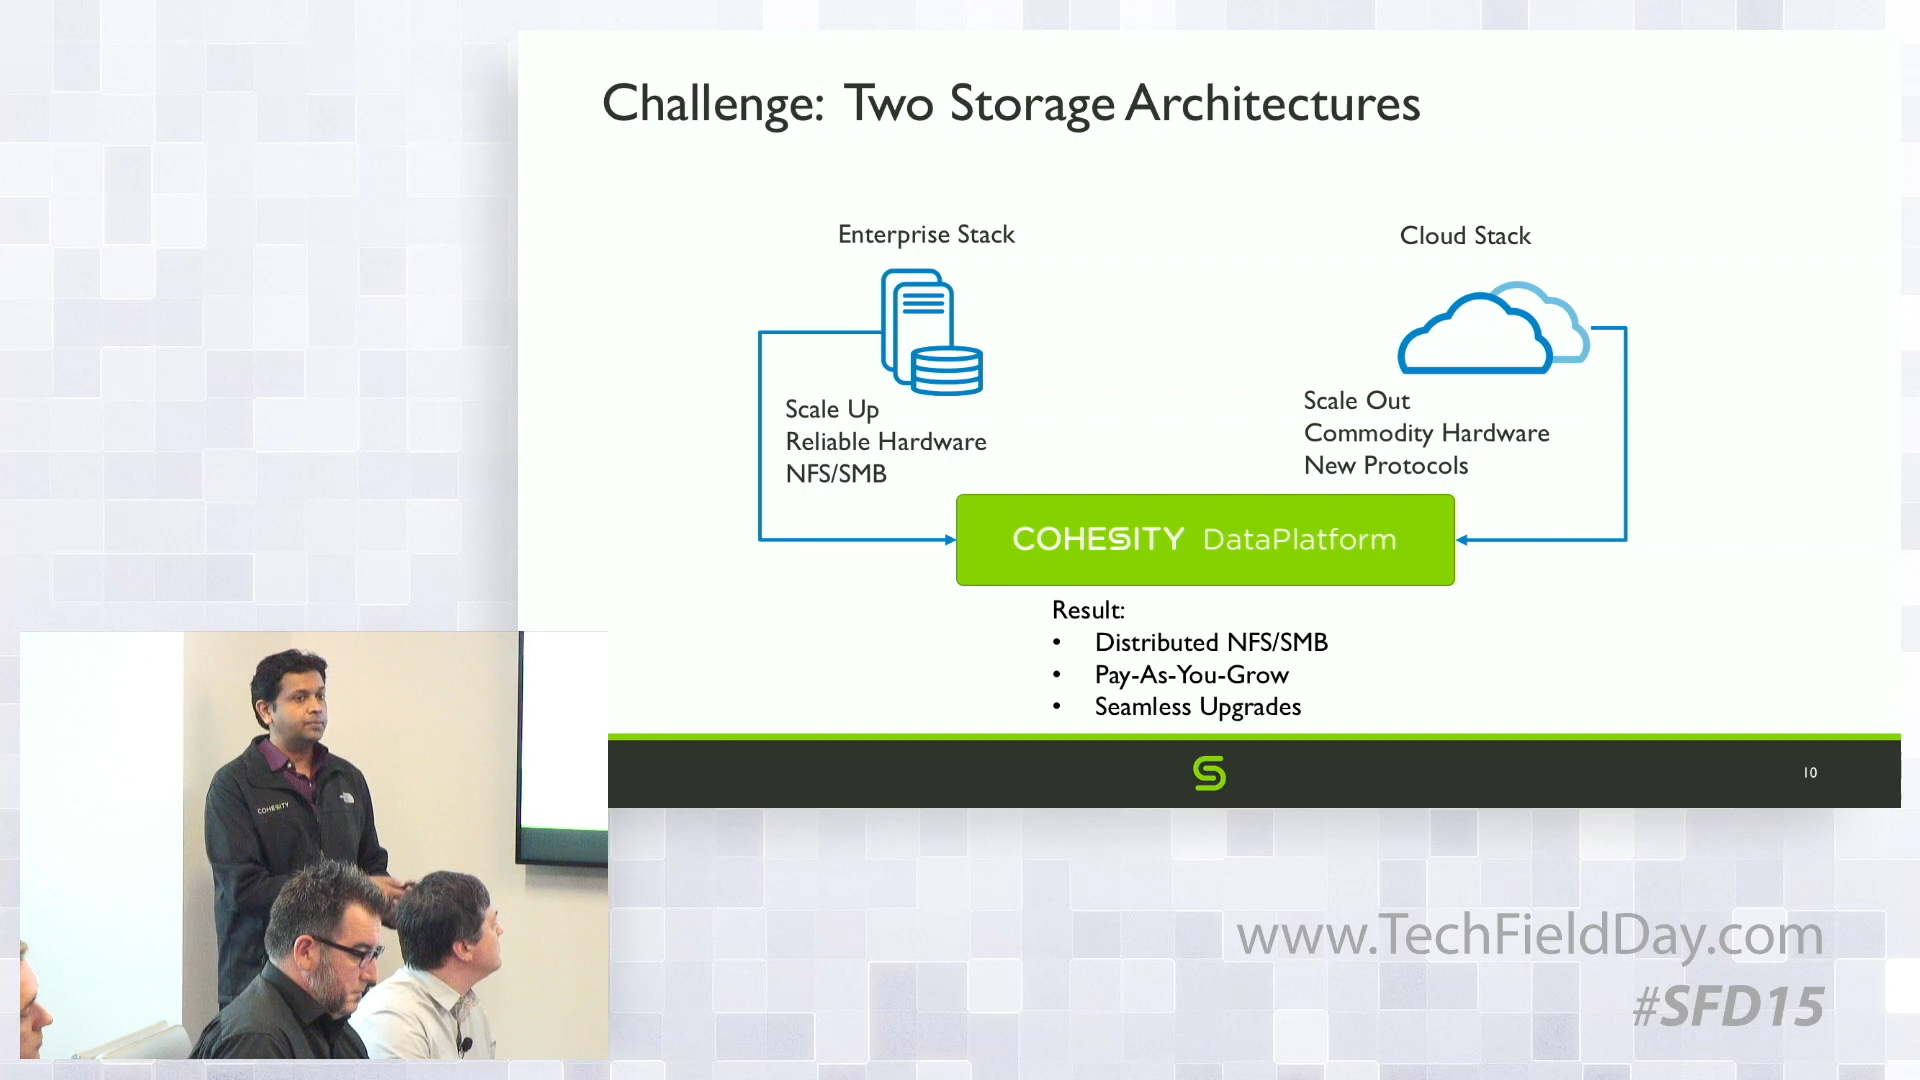 Challenge: Two Storage Architectures
Enterprise Stack
Cloud Stack
Scale Up
Reliable Hardware
NFS/SMB
Scale Out
Commodity Hardware
New Protocols
COHESITY DataPlatform
Result:
• Distributed NFS/SMB
• Pay-As-You-Grow
• Seamless Upgrades
10
COHESITY
www.TechFieldDay.com
#SFD15